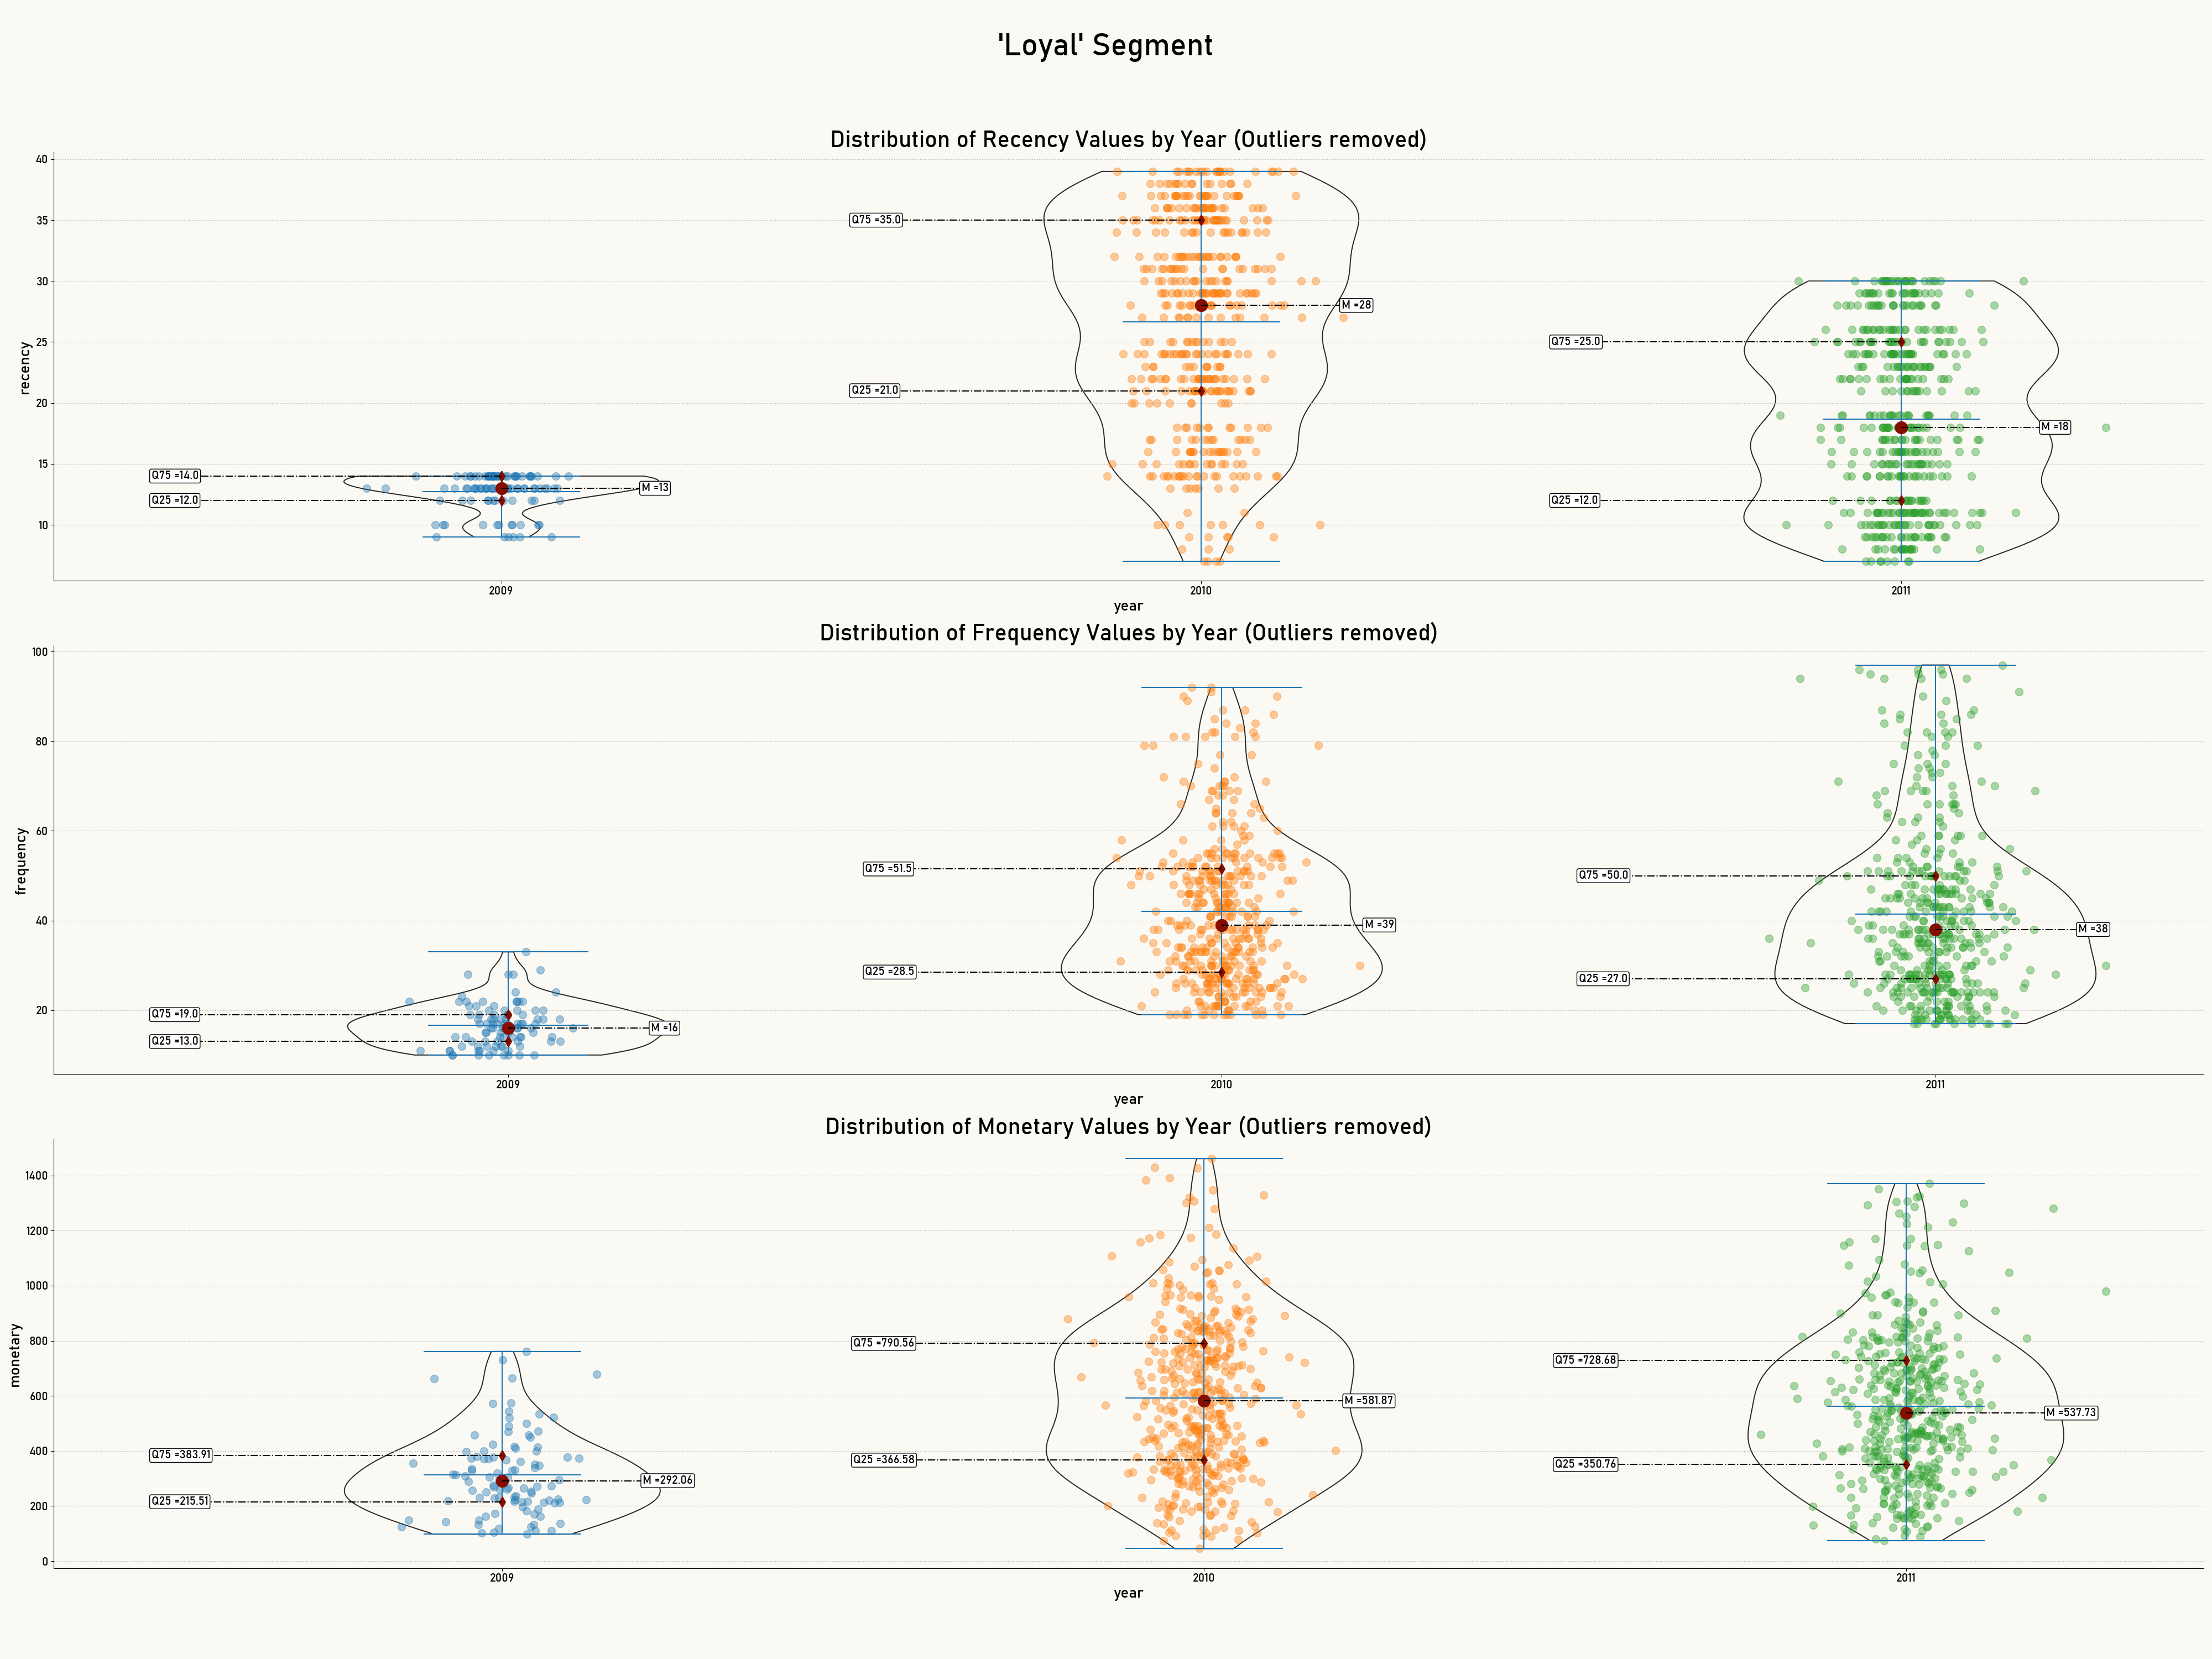 'Loyal' Segment
Distribution of Recency Values by Year (Outliers removed)
40
35
30
25
20
15
10
recency
Q75 =14.0
Q25 =12.0
M =13
Q75 =35.0
Q25 =21.0
M =28
Q75 =25.0
Q25 =12.0
M =18
2009
2010
2011
year
Distribution of Frequency Values by Year (Outliers removed)
100
80
60
40
20
frequency
Q75 =19.0
Q25 =13.0
M =16
Q75 =51.5
Q25 =28.5
M =39
Q75 =50.0
Q25 =27.0
M =38
2009
2010
2011
year
Distribution of Monetary Values by Year (Outliers removed)
1400
1200
1000
800
600
400
200
0
monetary
Q75 =383.91
Q25 =215.51
M =292.06
Q75 =790.56
Q25 =366.58
M =581.87
Q75 =728.68
Q25 =350.76
M =537.73
2009
2010
2011
year